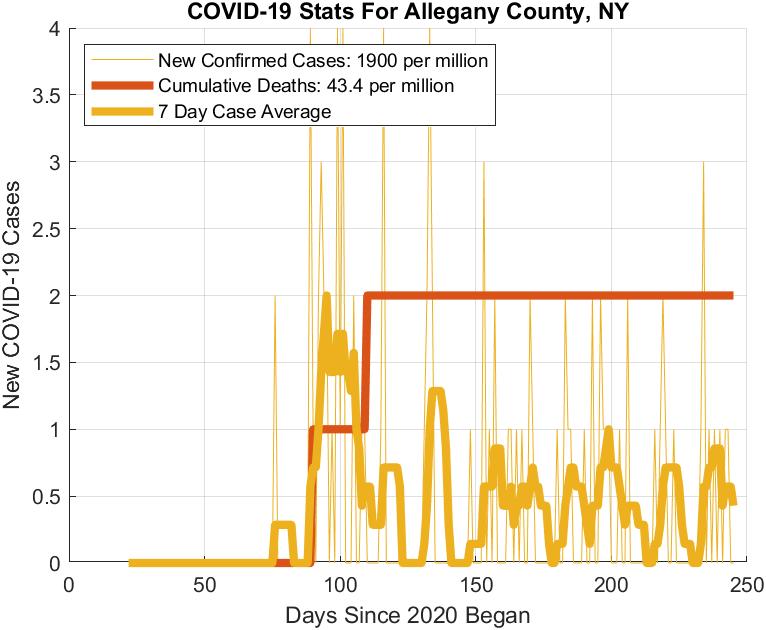 COVID-19 Stats For Allegany County, NY
New Confirmed Cases: 1900 per million
Cumulative Deaths: 43.4 per million
7 Day Case Average
New COVID-19 Cases
4
3.5
3
2.5
2
1.5
1
0.5
0
0 50 100 150 200 250
Days Since 2020 Began